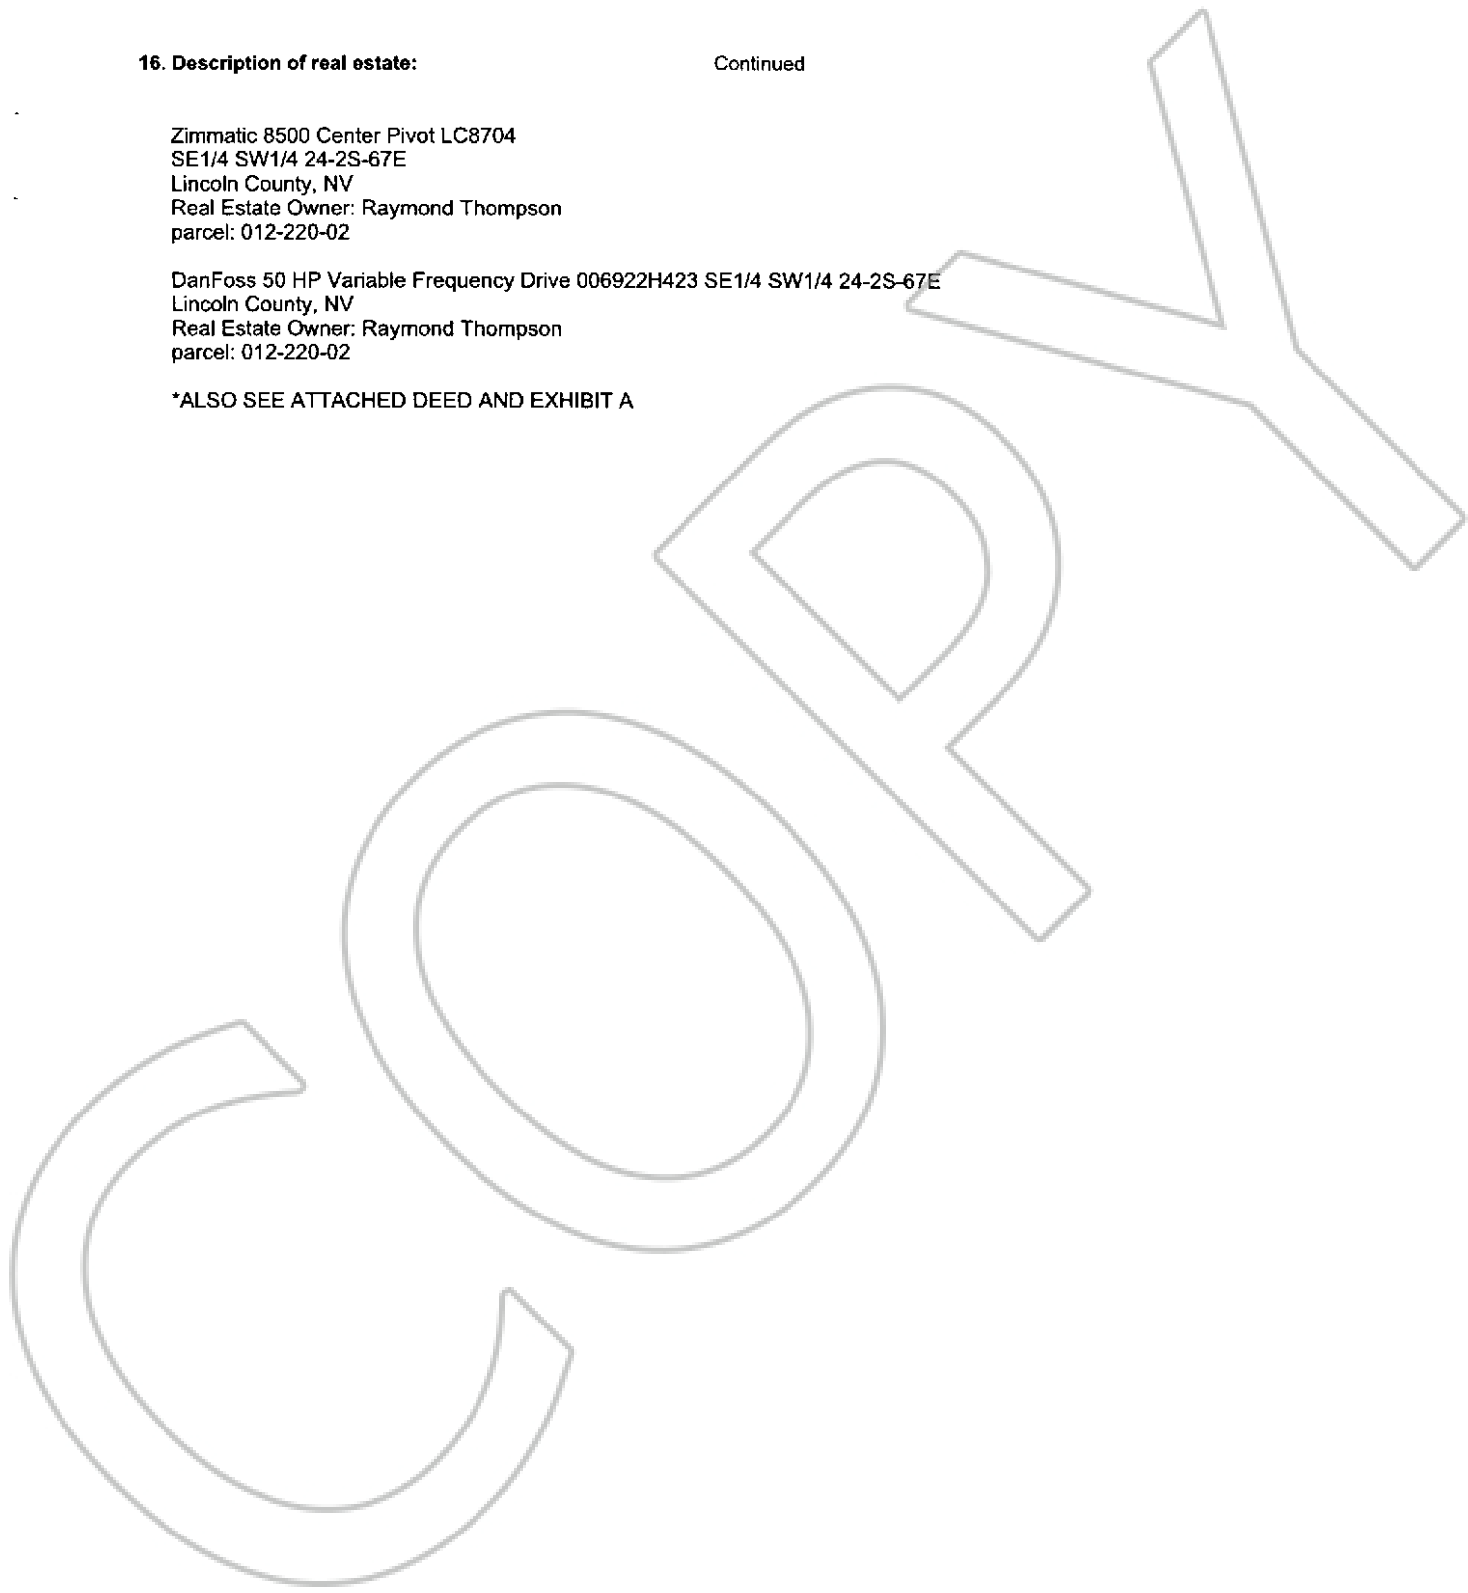 16. Description of real estate: Continued
Zimmatic 8500 Center Pivot LC8704
SE1/4 SW1/4 24-2S-67E
Lincoln County, NV
Real Estate Owner: Raymond Thompson
parcel: 012-220-02
DanFoss 50 HP Variable Frequency Drive 006922H423 SE1/4 SW1/4 24-2S-67E
Lincoln County, NV
Real Estate Owner: Raymond Thompson
parcel: 012-220-02
*ALSO SEE ATTACHED DEED AND EXHIBIT A
COPY